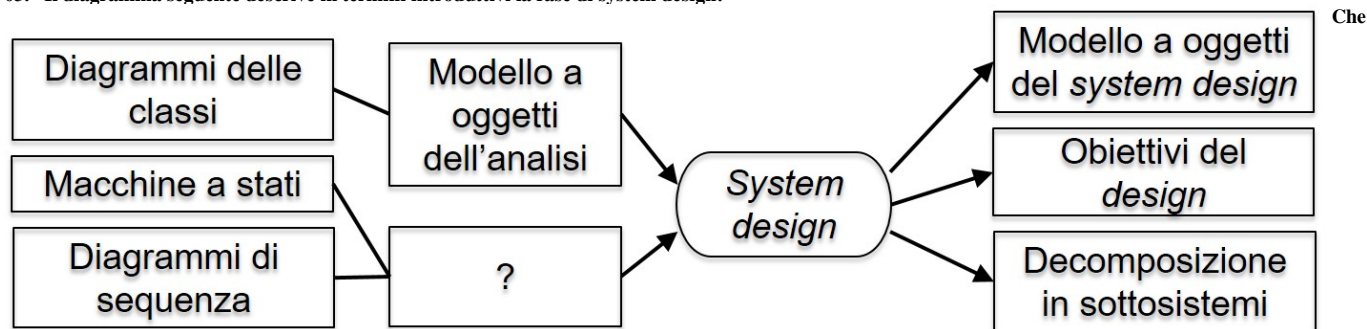 Che
Diagrammi delle
classi
Macchine a stati
Diagrammi di
sequenza
Modello a
oggetti
dell'analisi
?
System
design
Modello a oggetti
del system design
Obiettivi del
design
Decomposizione
in sottosistemi